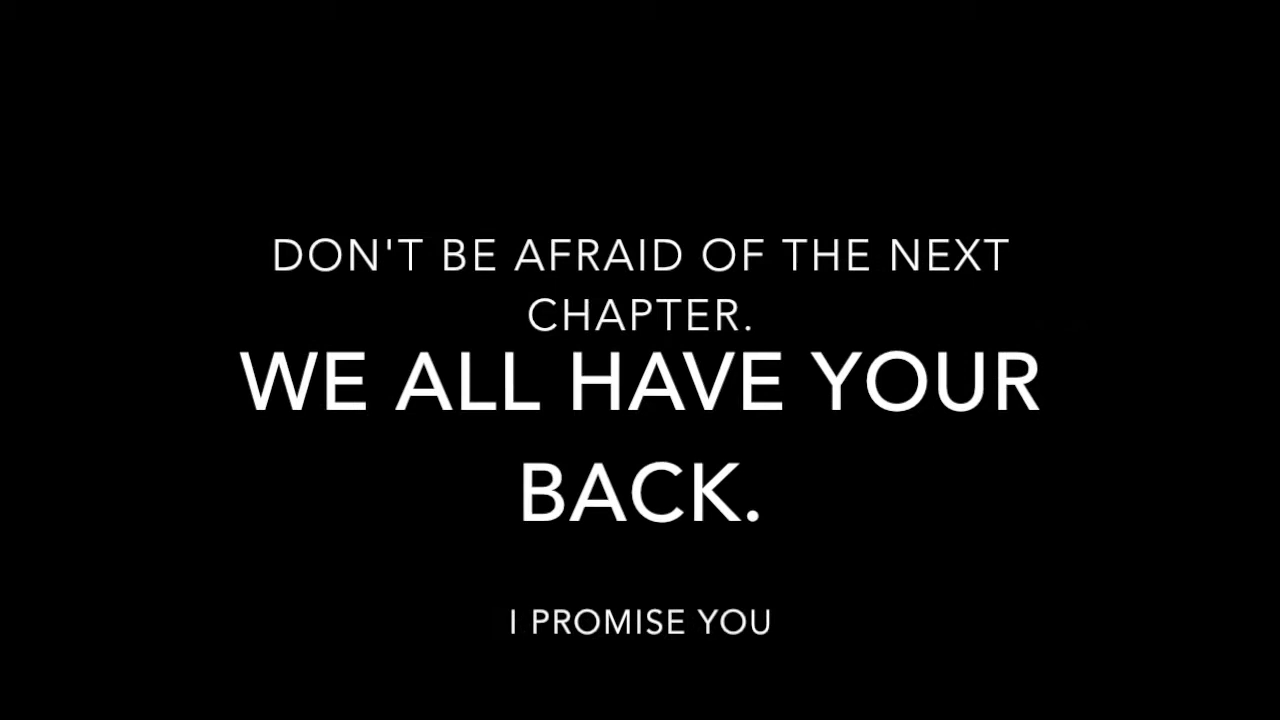 DON'T BE AFRAID OF THE NEXT
CHAPTER.
WE ALL HAVE YOUR
BACK.
I PROMISE YOU